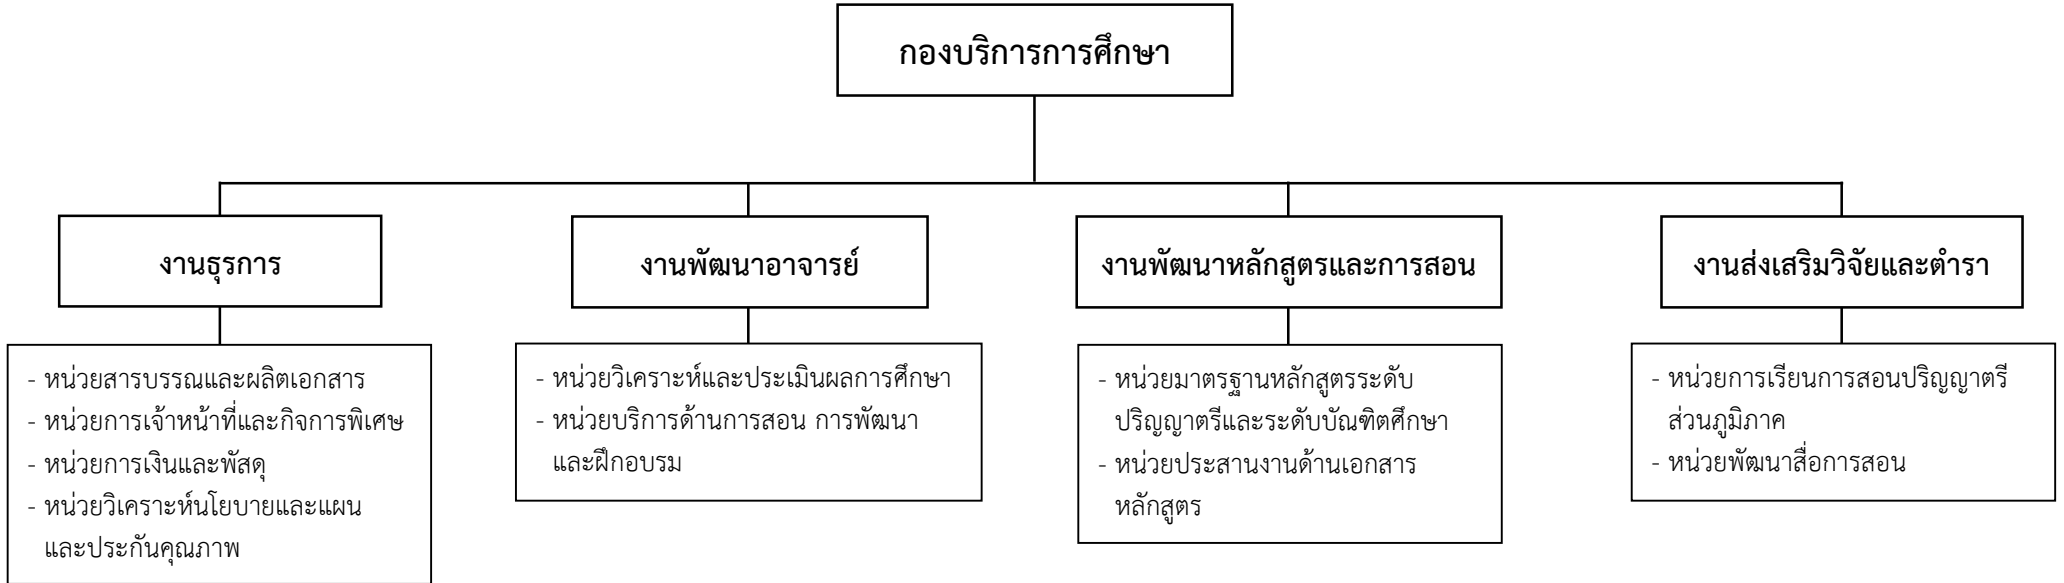 กองบริการการศึกษา
งานธุรการ
งานพัฒนาอาจารย์
งานพัฒนาหลักสูตรและการสอน
งานส่งเสริมวิจัยและตำรา
- หน่วยสารบรรณและผลิตเอกสาร
- หน่วยการเจ้าหน้าที่และกิจการพิเศษ
- หน่วยการเงินและพัสดุ
- หน่วยวิเคราะห์นโยบายและแผน
และประกันคุณภาพ
- หน่วยวิเคราะห์และประเมินผลการศึกษา
- หน่วยบริการด้านการสอน การพัฒนา
และฝึกอบรม
- หน่วยมาตรฐานหลักสูตรระดับ
ปริญญาตรีและระดับบัณฑิตศึกษา
- หน่วยประสานงานด้านเอกสาร
หลักสูตร
- หน่วยการเรียนการสอนปริญญาตรี
ส่วนภูมิภาค
- หน่วยพัฒนาสื่อการสอน